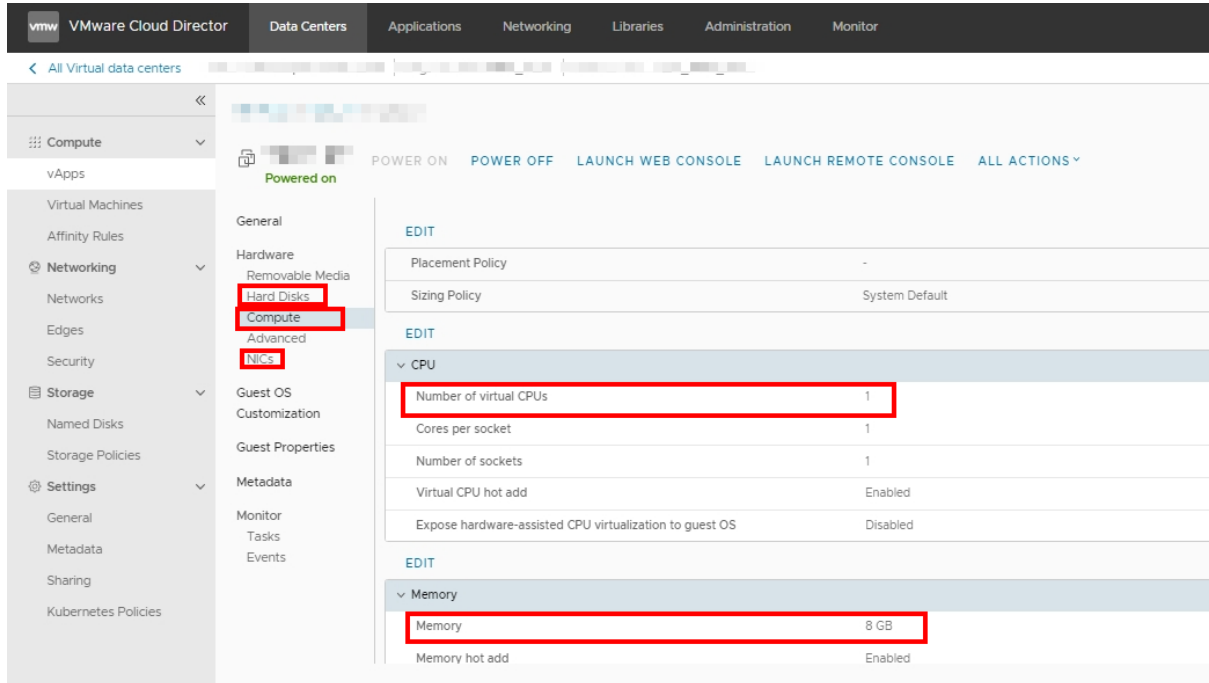 vmw VMware Cloud Director Data Centers Applications Networking Libraries Administration Monitor
All Virtual data centers
Compute
vApps
Virtual Machines
Affinity Rules
Networking
Networks
Edges
Security
Storage
Named Disks
Storage Policies
Settings
General
Metadata
Sharing
Kubernetes Policies
POWER ON POWER OFF LAUNCH WEB CONSOLE LAUNCH REMOTE CONSOLE ALL ACTIONS
Powered on
General
Hardware
Removable Media
Hard Disks
Compute
Advanced
NICs
Guest OS
Customization
Guest Properties
Metadata
Monitor
Tasks
Events
EDIT
Placement Policy -
Sizing Policy System Default
EDIT
CPU
Number of virtual CPUs 1
Cores per socket 1
Number of sockets 1
Virtual CPU hot add Enabled
Expose hardware-assisted CPU virtualization to guest OS Disabled
EDIT
Memory
Memory 8 GB
Memory hot add Enabled